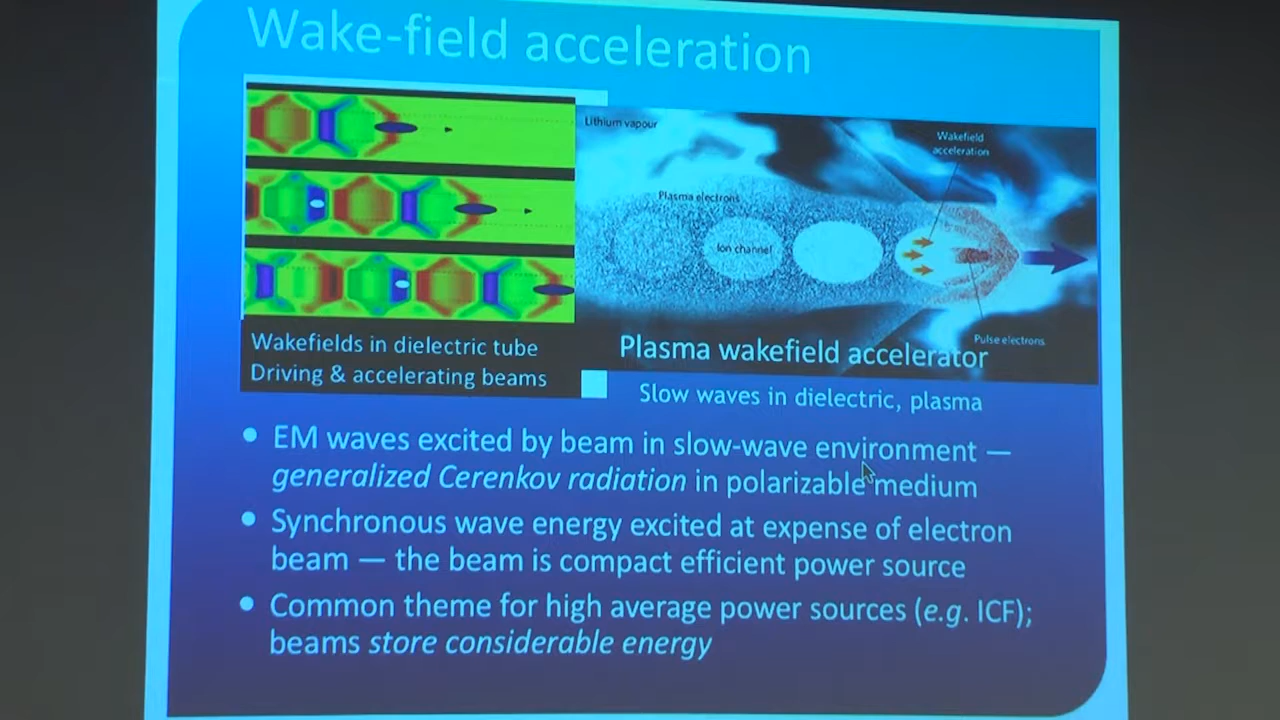 Wake-field acceleration
Lithium vapour
Wakefield
acceleration
Plasma electrons
Ion channel
Pulse electrons
Wakefields in dielectric tube
Driving & accelerating beams
Plasma wakefield accelerator
Slow waves in dielectric, plasma
• EM waves excited by beam in slow-wave environment —
generalized Cerenkov radiation in polarizable medium
• Synchronous wave energy excited at expense of electron
beam — the beam is compact efficient power source
• Common theme for high average power sources (e.g. ICF);
beams store considerable energy